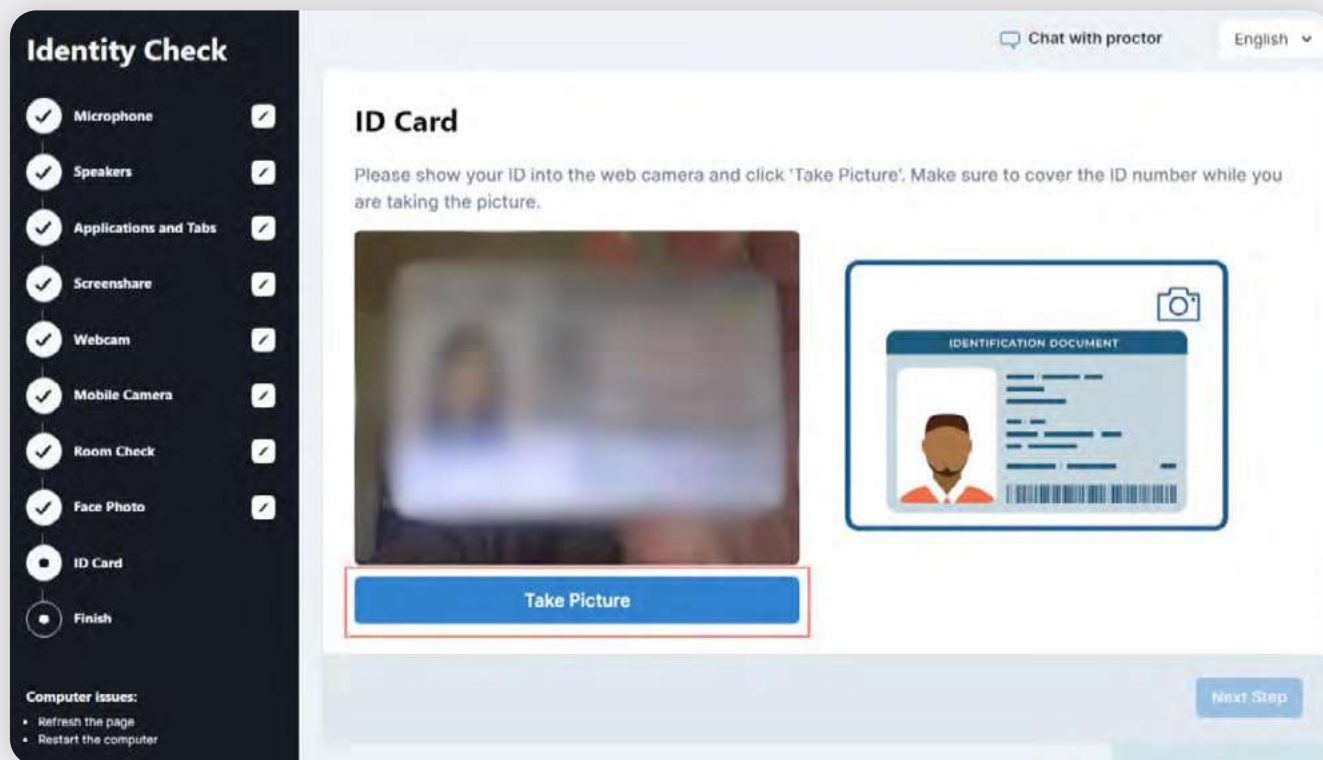 Identity Check
Microphone
Speakers
Applications and Tabs
Screenshare
Webcam
Mobile Camera
Room Check
Face Photo
ID Card
Finish
Computer issues:
• Refresh the page
• Restart the computer
Chat with proctor
English
ID Card
Please show your ID into the web camera and click 'Take Picture'. Make sure to cover the ID number while you
are taking the picture.
IDENTIFICATION DOCUMENT
Take Picture
Next Step